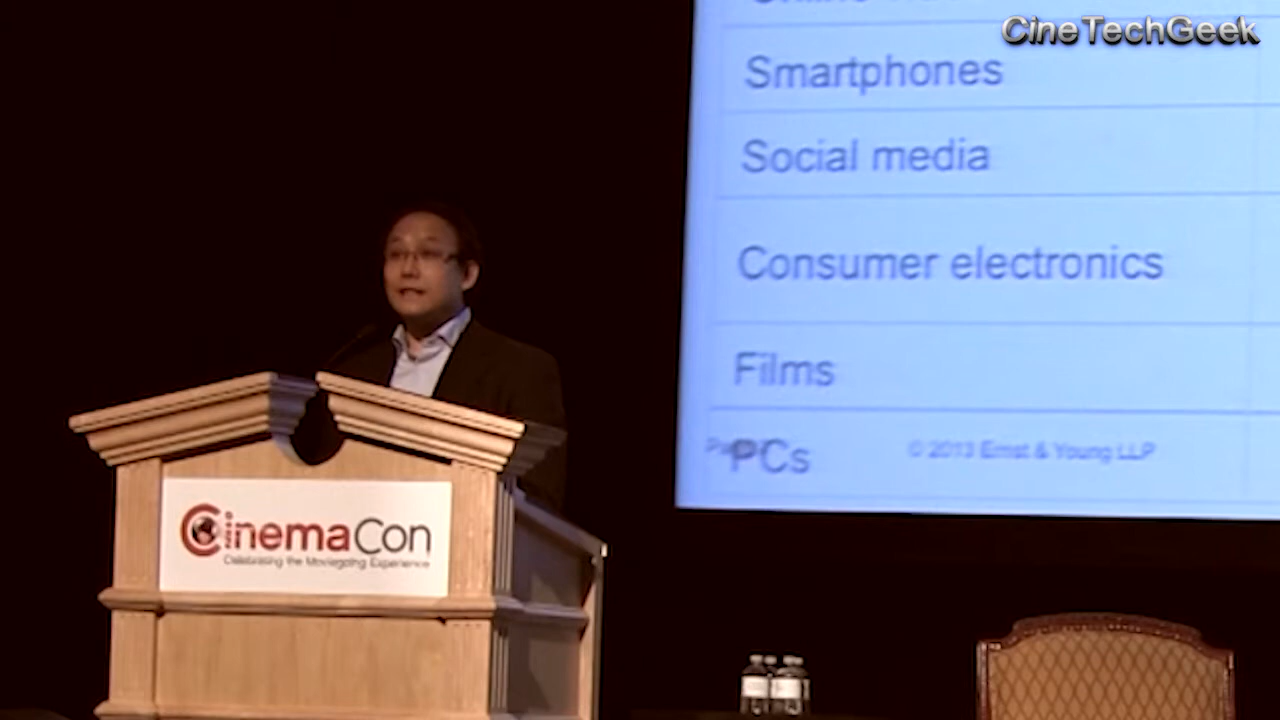 CineTechGeek
Smartphones
Social media
Consumer electronics
Films
PCs
© 2013 Ernst & Young LLP
CinemaCon
Celebrating the Moviegoing Experience